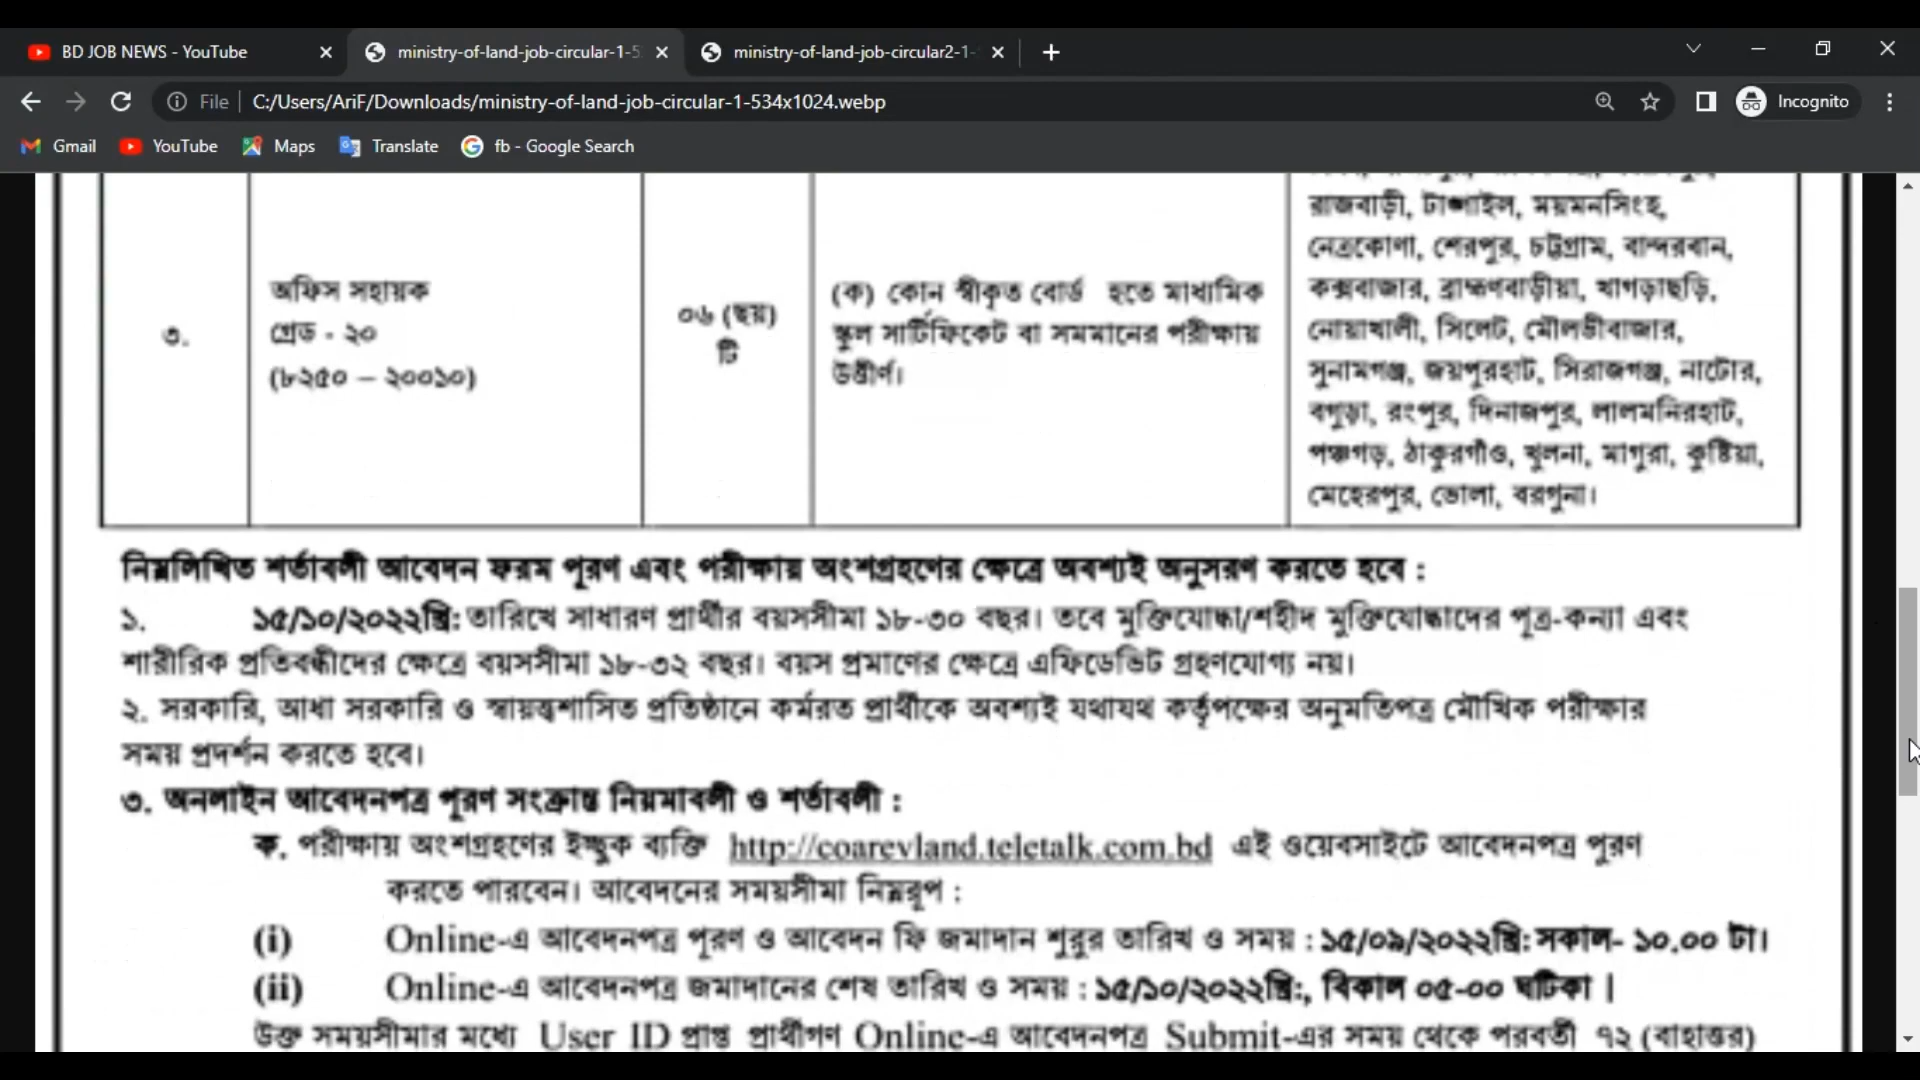 BD JOB NEWS - YouTube
ministry-of-land-job-circular-1-5
ministry-of-land-job-circular2-1-
File
C:/Users/AriF/Downloads/ministry-of-land-job-circular-1-534x1024.webp
Incognito
Gmail
YouTube
Maps
Translate
fb - Google Search
৩.
অফিস সহায়ক
গ্রেড - ২০
(৮২৫০ – ২০০১০)
০৬ (ছয়)
টি
(ক) কোন স্বীকৃত বোর্ড হতে মাধ্যমিক
স্কুল সার্টিফিকেট বা সমমানের পরীক্ষায়
উত্তীর্ণ।
রাজবাড়ী, টাঙ্গাইল, ময়মনসিংহ,
নেত্রকোণা, শেরপুর, চট্টগ্রাম, বান্দরবান,
কক্সবাজার, ব্রাহ্মণবাড়ীয়া, খাগড়াছড়ি,
নোয়াখালী, সিলেট, মৌলভীবাজার,
সুনামগঞ্জ, জয়পুরহাট, সিরাজগঞ্জ, নাটোর,
বগুড়া, রংপুর, দিনাজপুর, লালমনিরহাট,
পঞ্চগড়, ঠাকুরগাঁও, খুলনা, মাগুরা, কুষ্টিয়া,
মেহেরপুর, ভোলা, বরগুনা।
নিম্নলিখিত শর্তাবলী আবেদন ফরম পূরণ এবং পরীক্ষায় অংশগ্রহণের ক্ষেত্রে অবশ্যই অনুসরণ করতে হবে :
১. ১৫/১০/২০২২খ্রি: তারিখে সাধারণ প্রার্থীর বয়সসীমা ১৮-৩০ বছর। তবে মুক্তিযোদ্ধা/শহীদ মুক্তিযোদ্ধাদের পুত্র-কন্যা এবং
শারীরিক প্রতিবন্ধীদের ক্ষেত্রে বয়সসীমা ১৮-৩২ বছর। বয়স প্রমাণের ক্ষেত্রে এফিডেভিট গ্রহণযোগ্য নয়।
২. সরকারি, আধা সরকারি ও স্বায়ত্ত্বশাসিত প্রতিষ্ঠানে কর্মরত প্রার্থীকে অবশ্যই যথাযথ কর্তৃপক্ষের অনুমতিপত্র মৌখিক পরীক্ষার
সময় প্রদর্শন করতে হবে।
৩. অনলাইন আবেদনপত্র পূরণ সংক্রান্ত নিয়মাবলী ও শর্তাবলী :
ক. পরীক্ষায় অংশগ্রহণের ইচ্ছুক ব্যক্তি http://coarevland.teletalk.com.bd এই ওয়েবসাইটে আবেদনপত্র পূরণ
করতে পারবেন। আবেদনের সময়সীমা নিম্নরূপ :
(i) Online-এ আবেদনপত্র পূরণ ও আবেদন ফি জমাদান শুরুর তারিখ ও সময় : ১৫/০৯/২০২২খ্রি: সকাল- ১০.০০ টা।
(ii) Online-এ আবেদনপত্র জমাদানের শেষ তারিখ ও সময় : ১৫/১০/২০২২খ্রি:, বিকাল ০৫-০০ ঘটিকা |
উক্ত সময়সীমার মধ্যে User ID প্রাপ্ত প্রার্থীগণ Online-এ আবেদনপত্র Submit-এর সময় থেকে পরবর্তী ৭২ (বাহাত্তর)